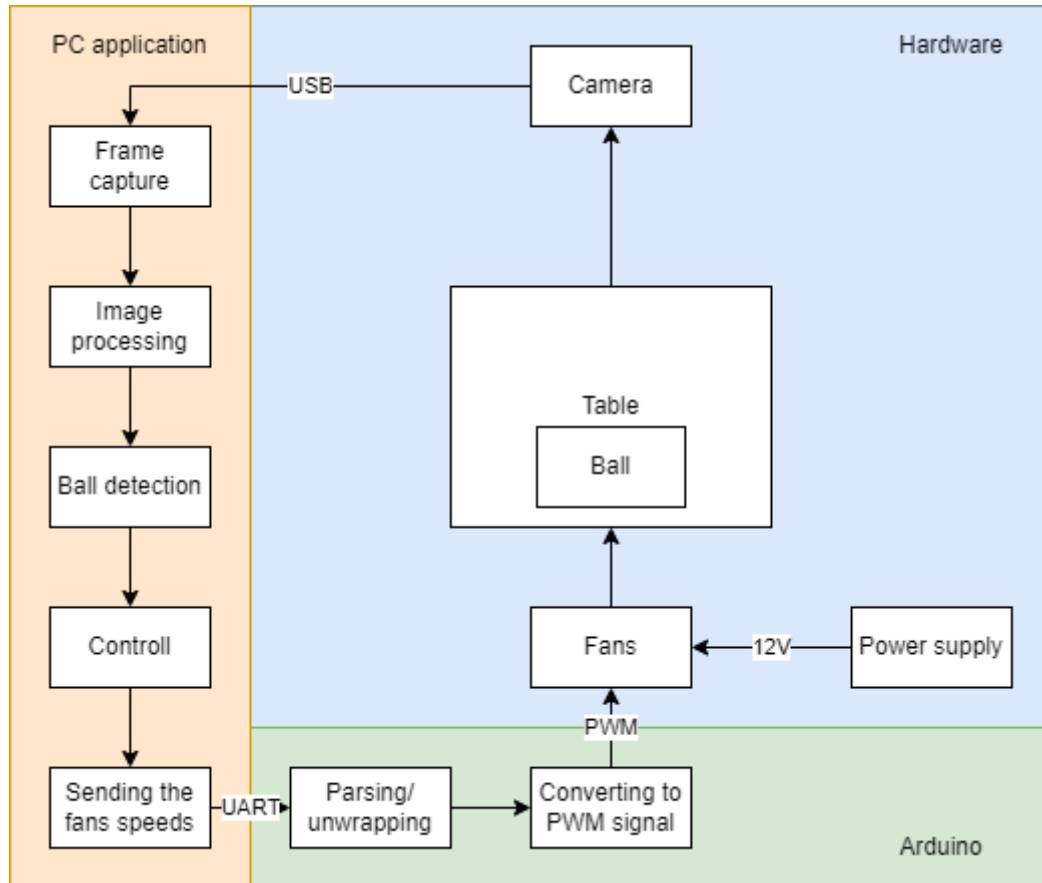 PC application
Hardware
Camera
USB
Frame
capture
Image
processing
Table
Ball
Ball detection
Controll
Fans
12V
Power supply
PWM
Sending the
fans speeds
UART
Parsing/
unwrapping
Converting to
PWM signal
Arduino